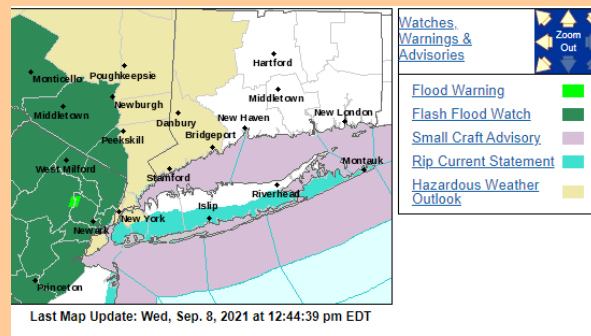 Hartford
Monticello
Poughkeepsie
Middletown
Newburgh
Middletown
Danbury
New Haven
New London
Peekskill
Bridgeport
West Milford
Stamford
Montauk
Riverhead
Islip
New York
Newark
Princeton
Last Map Update: Wed, Sep. 8, 2021 at 12:44:39 pm EDT
Watches,
Warnings &
Advisories
Zoom
Out
Flood Warning
Flash Flood Watch
Small Craft Advisory
Rip Current Statement
Hazardous Weather
Outlook